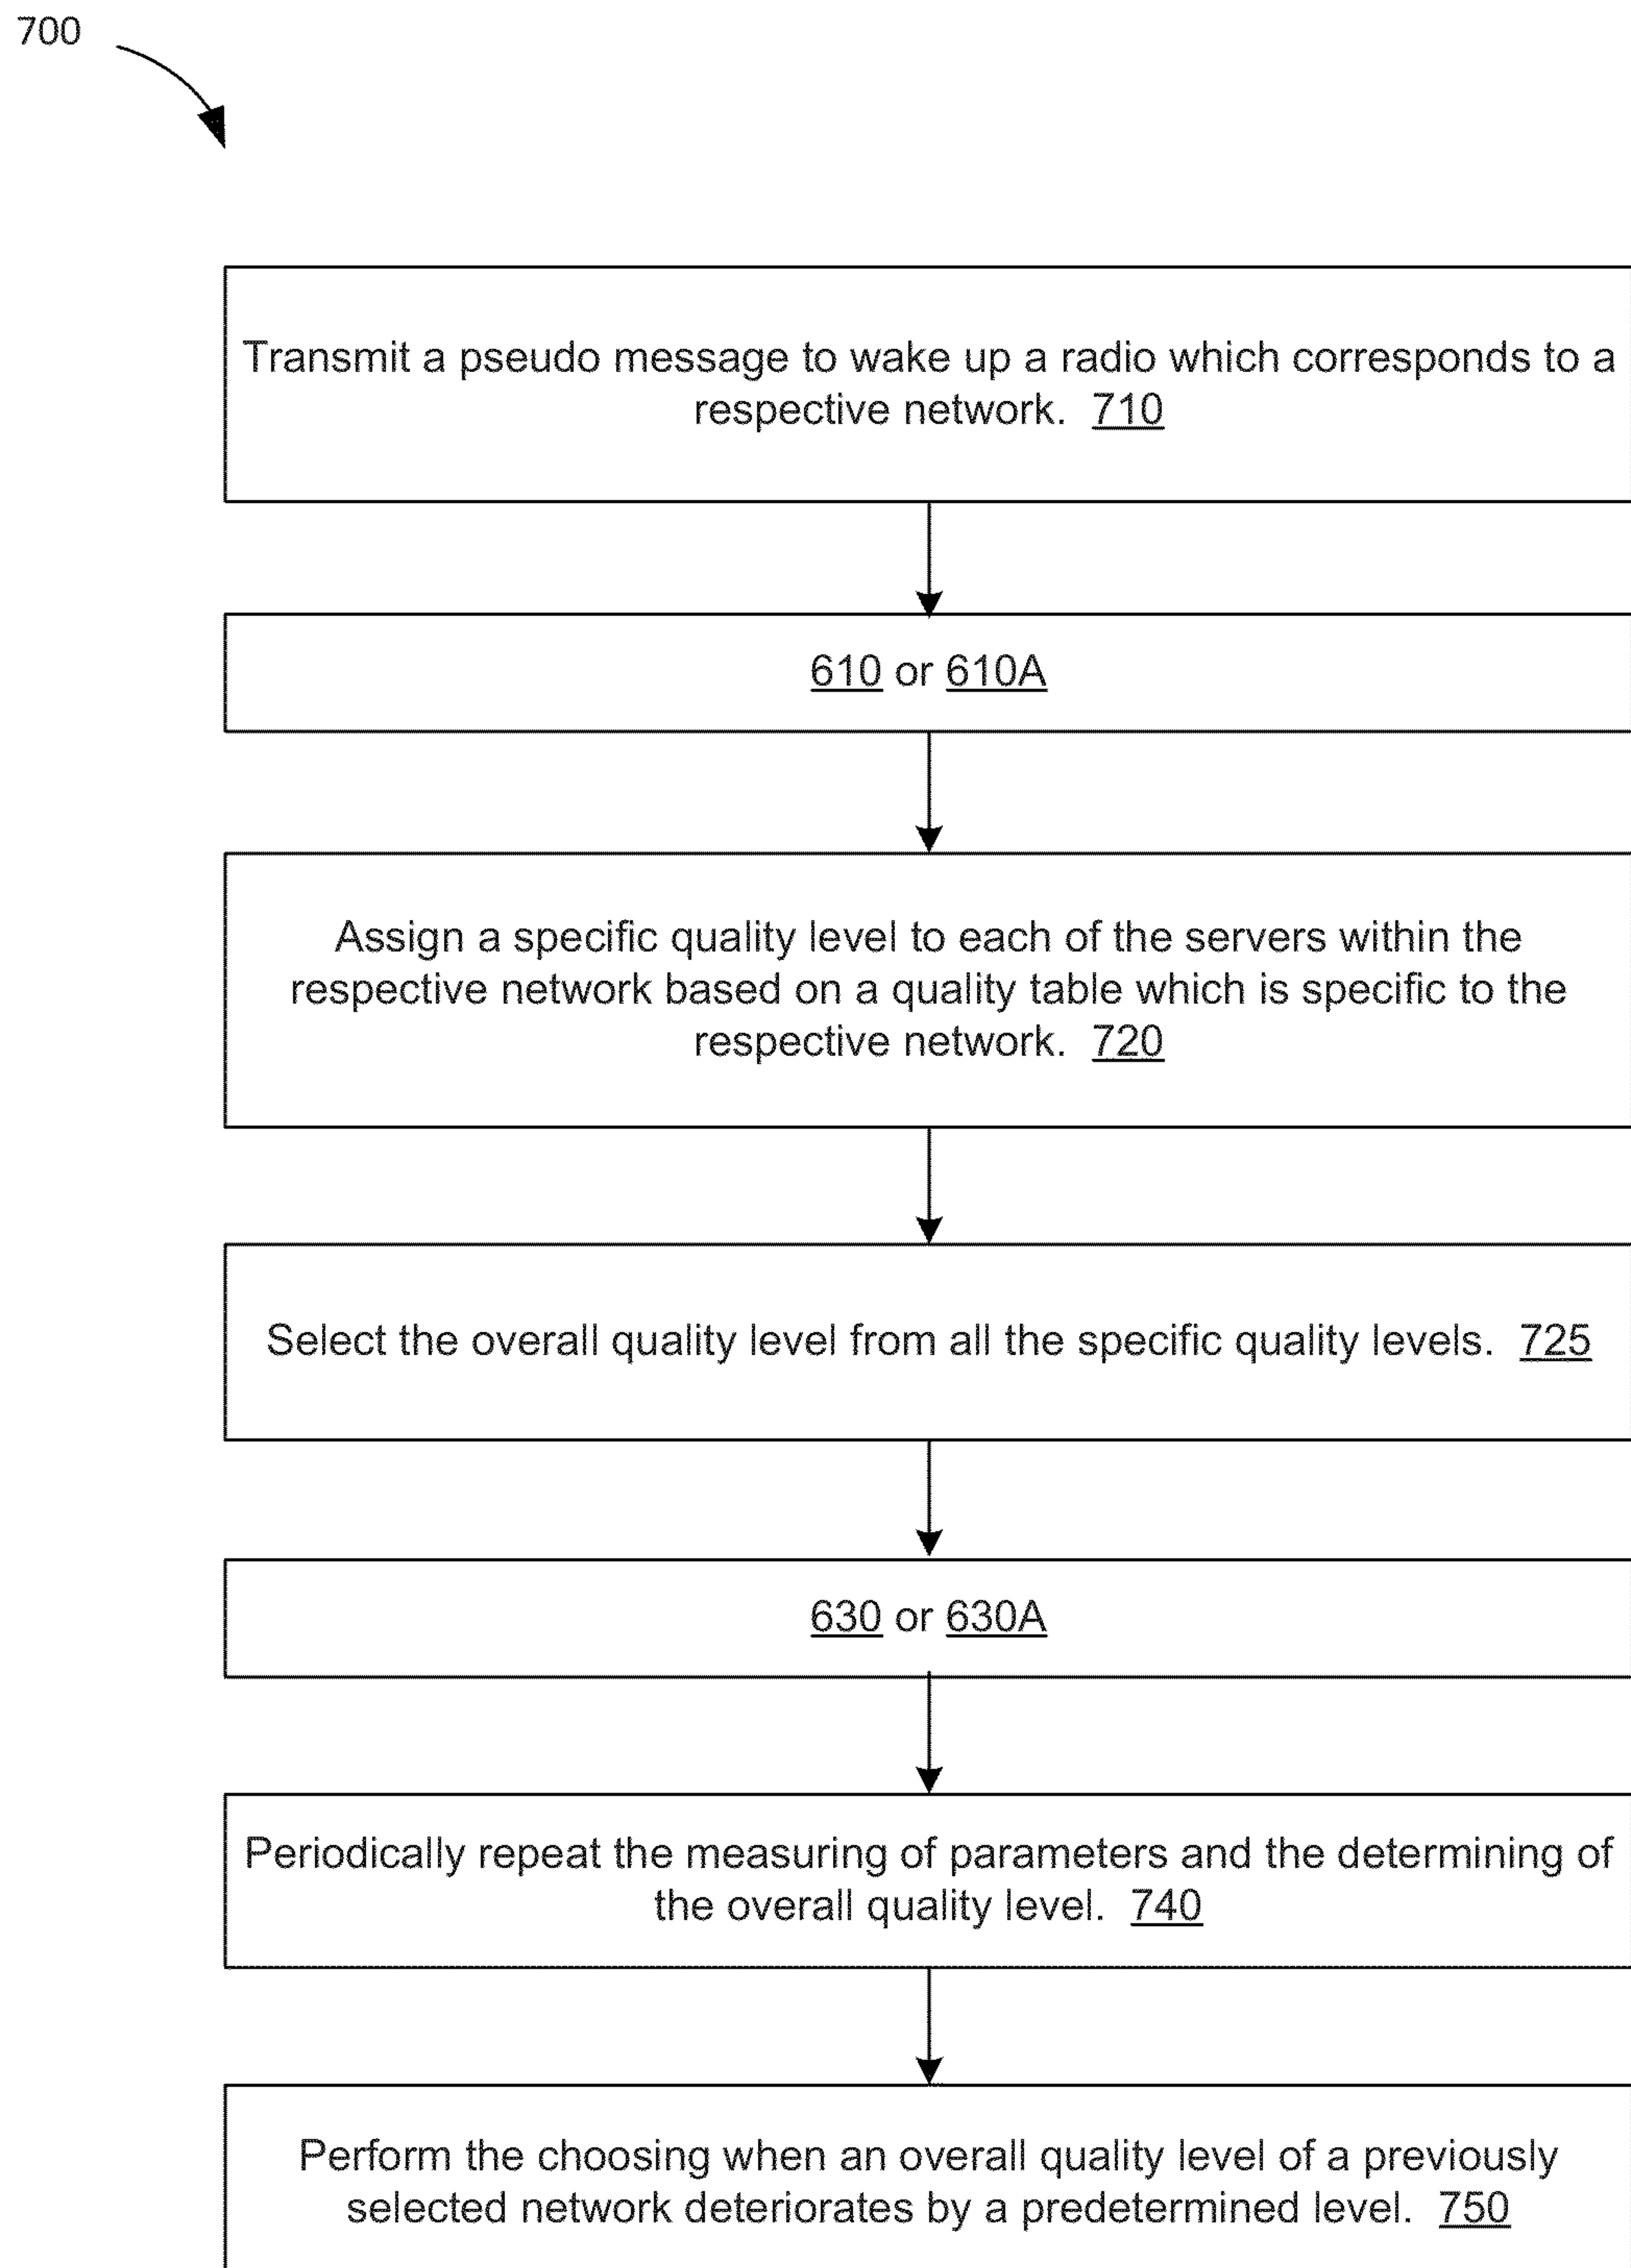 700
Transmit a pseudo message to wake up a radio which corresponds to a
respective network. 710
610 or 610A
Assign a specific quality level to each of the servers within the
respective network based on a quality table which is specific to the
respective network. 720
Select the overall quality level from all the specific quality levels. 725
630 or 630A
Periodically repeat the measuring of parameters and the determining of
the overall quality level. 740
Perform the choosing when an overall quality level of a previously
selected network deteriorates by a predetermined level. 750